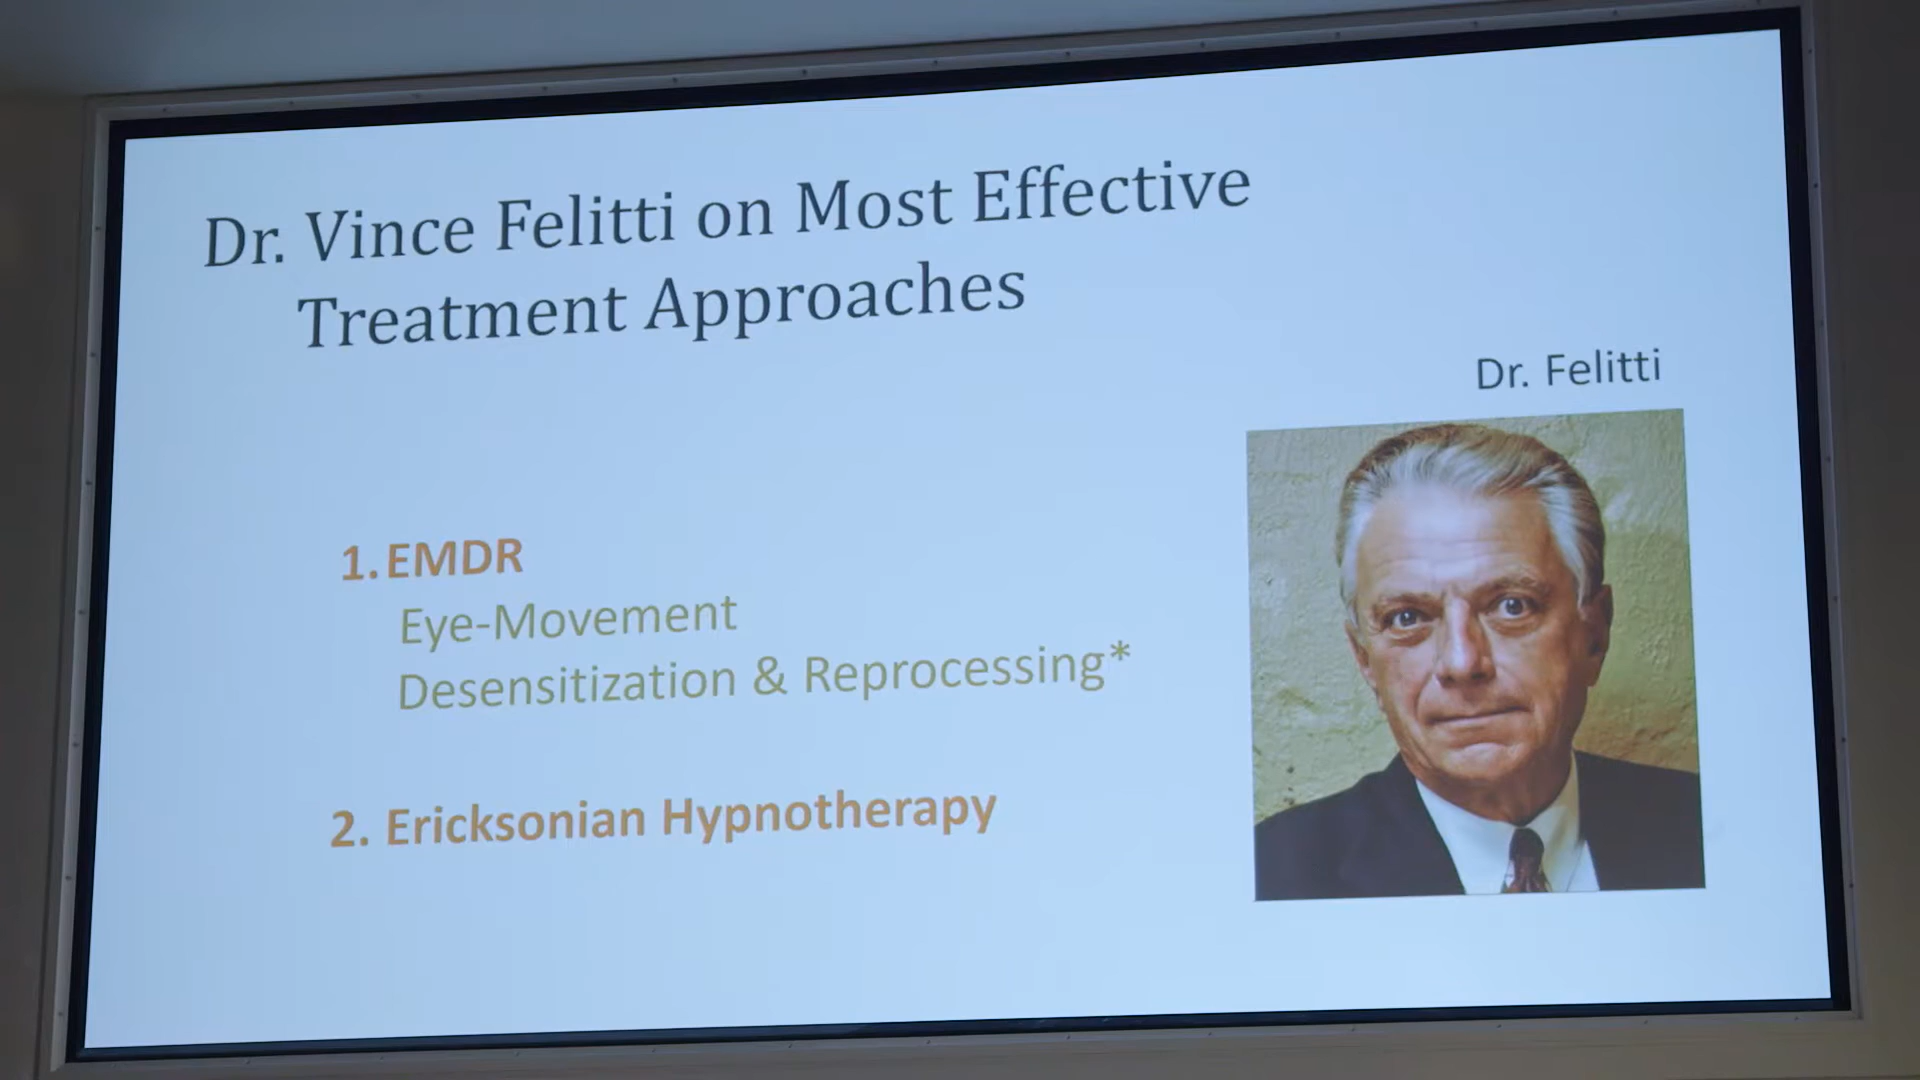 Dr. Vince Felitti on Most Effective
Treatment Approaches
Dr. Felitti
1. EMDR
Eye-Movement
Desensitization & Reprocessing*
2. Ericksonian Hypnotherapy